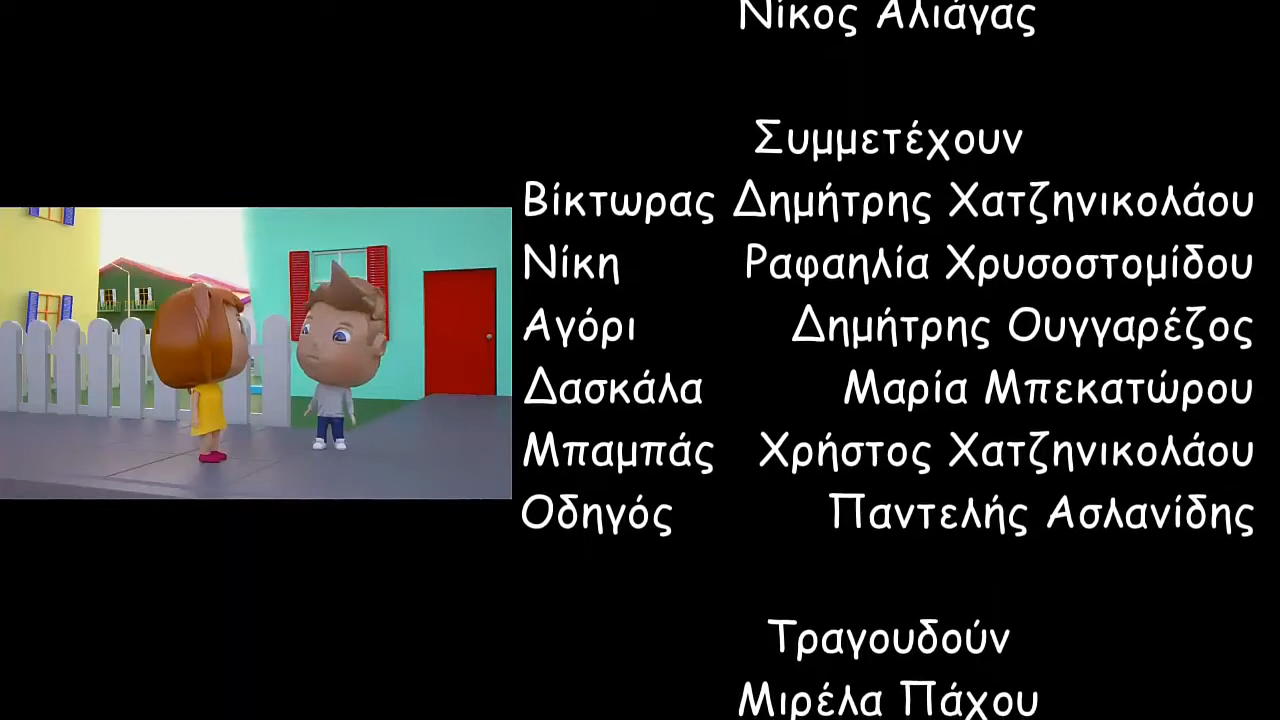 Νίκος Αλιάγας
Συμμετέχουν
Βίκτωρας Δημήτρης Χατζηνικολάου
Νίκη Ραφαηλία Χρυσοστομίδου
Αγόρι Δημήτρης Ουγγαρέζος
Δασκάλα Μαρία Μπεκατώρου
Μπαμπάς Χρήστος Χατζηνικολάου
Οδηγός Παντελής Ασλανίδης
Τραγουδούν
Μιρέλα Πάχου